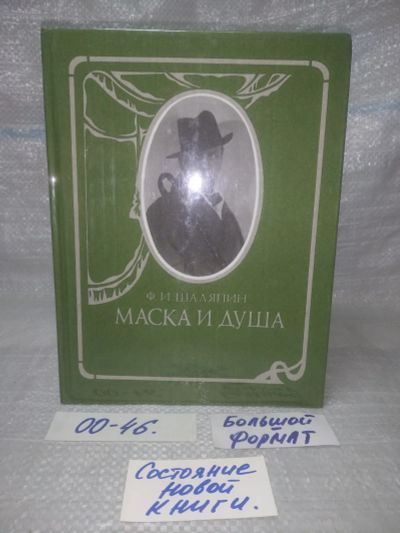 Ф. И. ШАЛЯПИН
МАСКА И ДУША
00-46.
БОЛЬШОЙ
ФОРМАТ
Состояние
новой
книги.